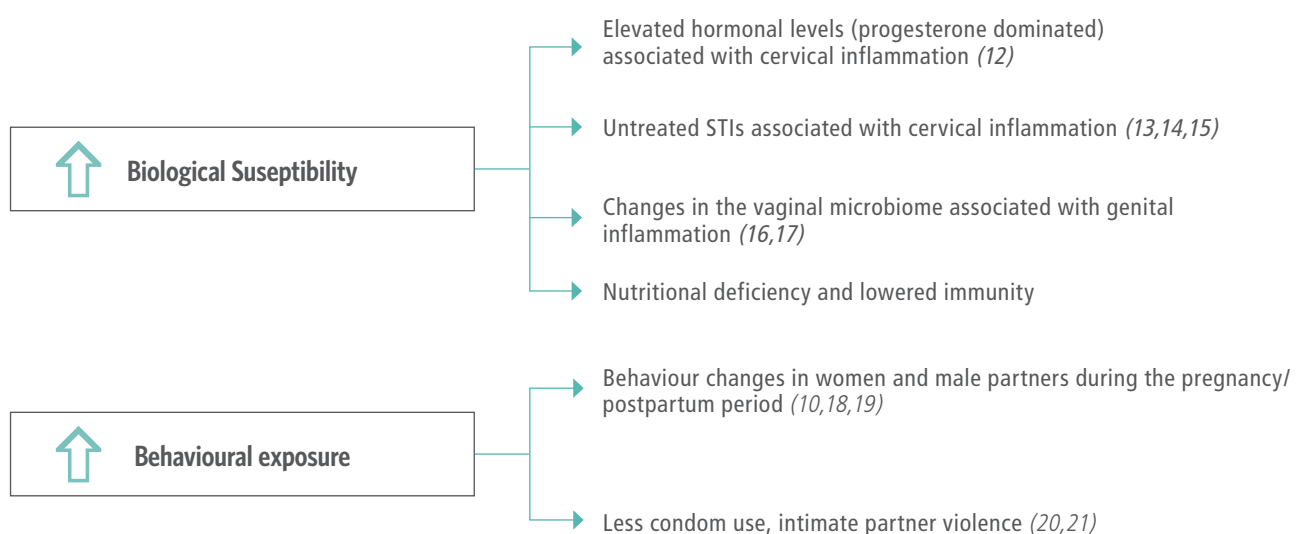 Elevated hormonal levels (progesterone dominated)
associated with cervical inflammation (12)
Untreated STIs associated with cervical inflammation (13,14,15)
Biological Suseptibility
Changes in the vaginal microbiome associated with genital
inflammation (16,17)
Nutritional deficiency and lowered immunity
Behaviour changes in women and male partners during the pregnancy/
postpartum period (10,18,19)
Behavioural exposure
Less condom use, intimate partner violence (20,21)